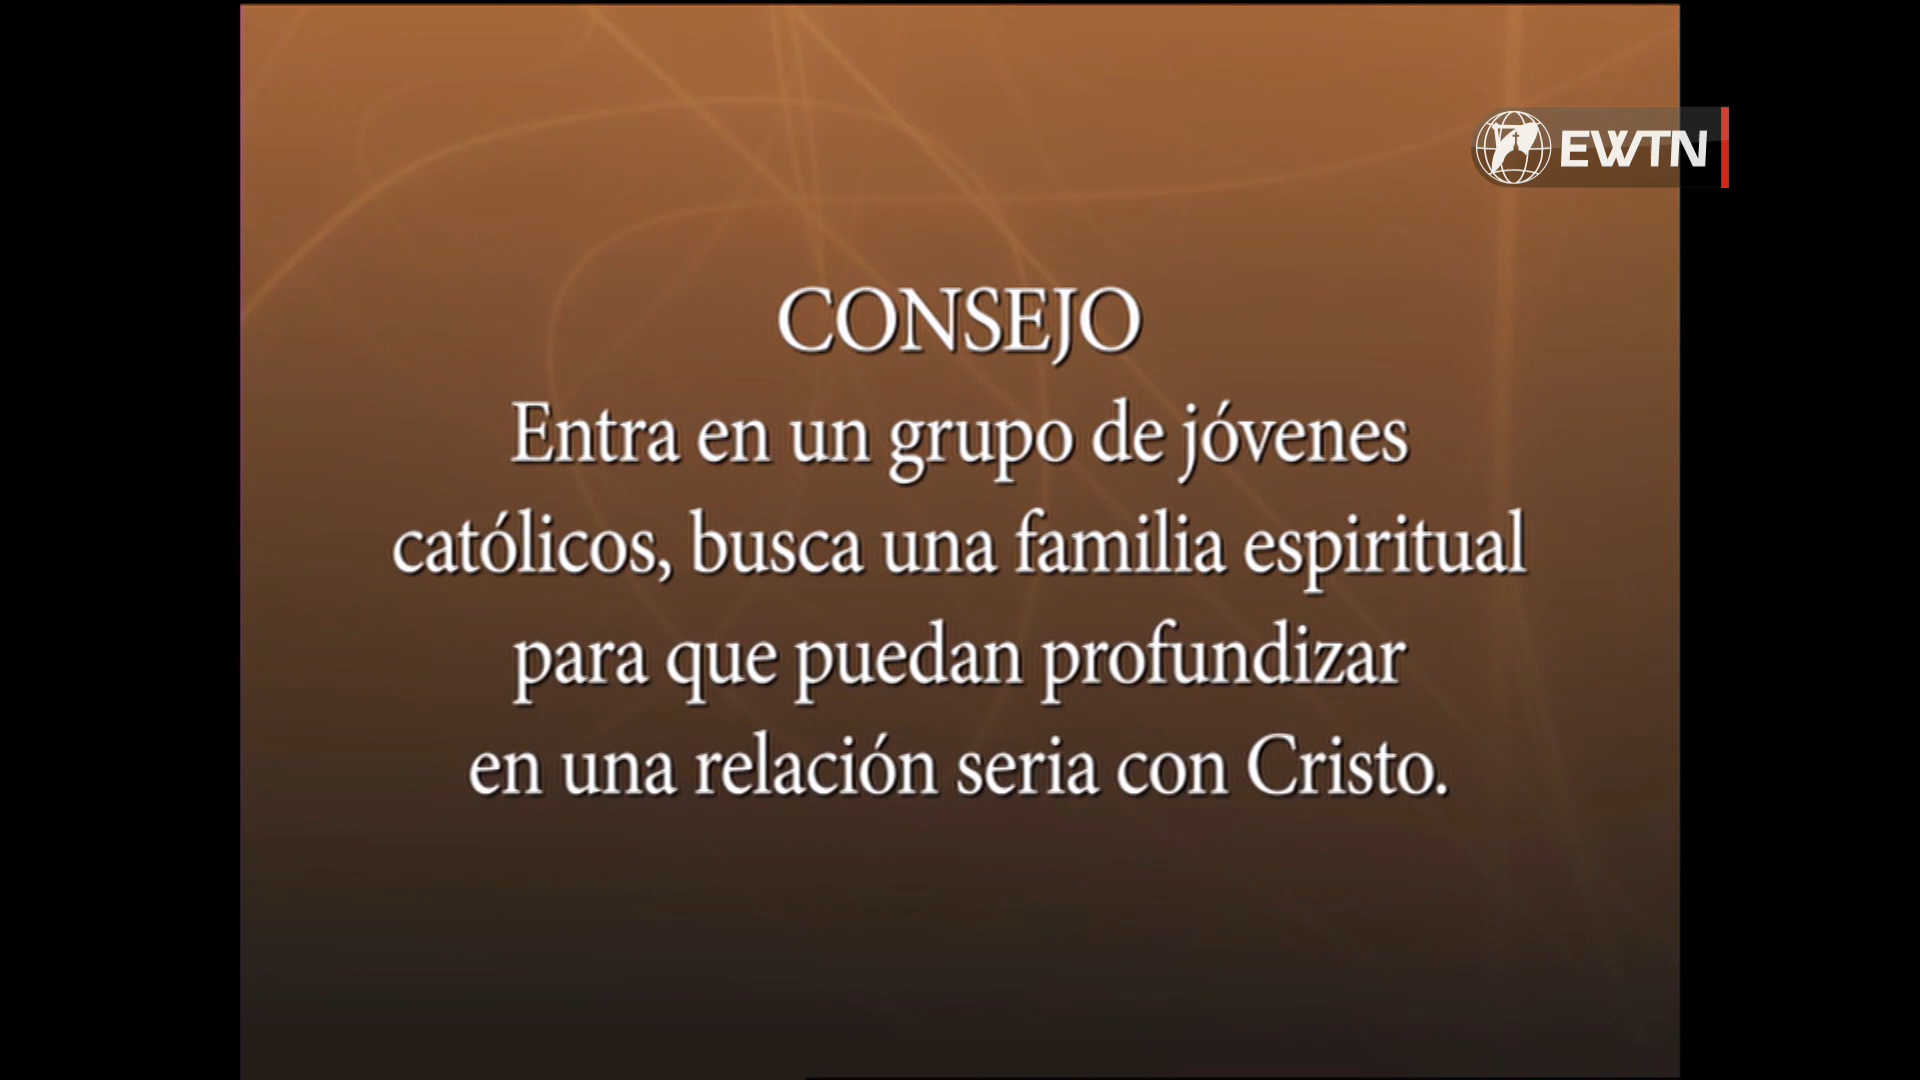 EWTN
CONSEJO
Entra en un grupo de jóvenes
católicos, busca una familia espiritual
para que puedan profundizar
en una relación seria con Cristo.